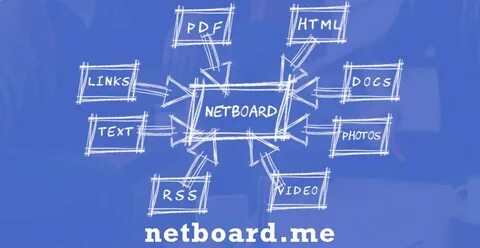 PDF
HTML
LINKS
DOCS
NETBOARD
TEXT
PHOTOS
RSS
VIDEO
netboard.me